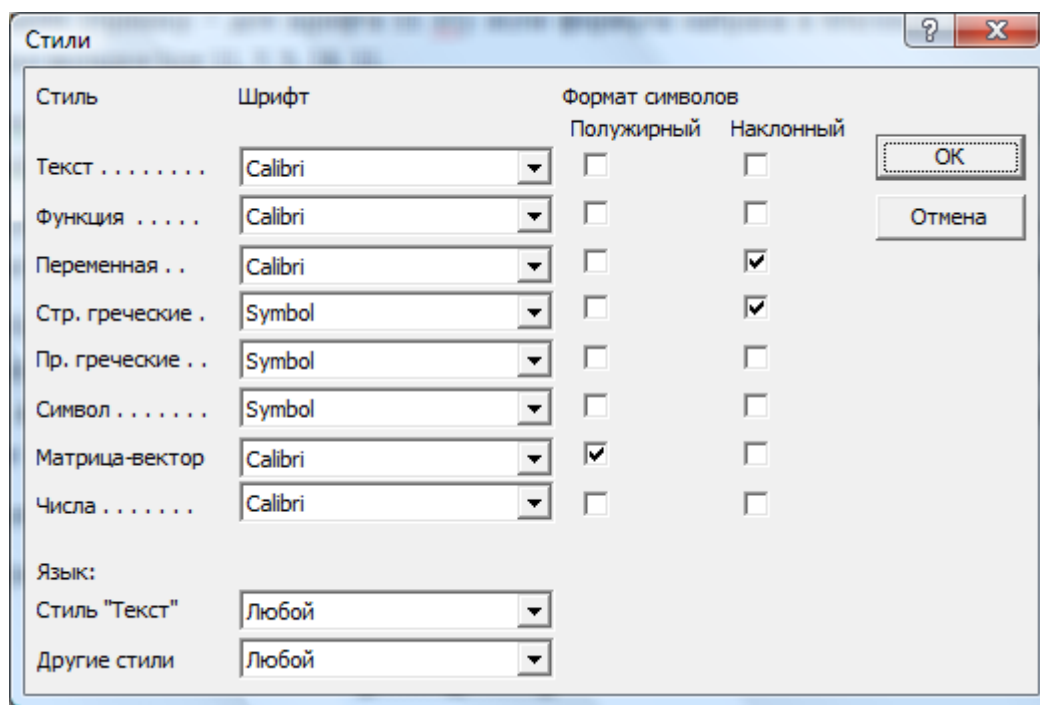 Стили
Стиль Шрифт Формат символов
Полужирный Наклонный
Текст . . . . . . . . Calibri OK
Функция . . . . . Calibri Отмена
Переменная . . Calibri
Стр. греческие . Symbol
Пр. греческие . . Symbol
Символ . . . . . . . Symbol
Матрица-вектор Calibri
Числа . . . . . . . Calibri
Язык:
Стиль "Текст" Любой
Другие стили Любой